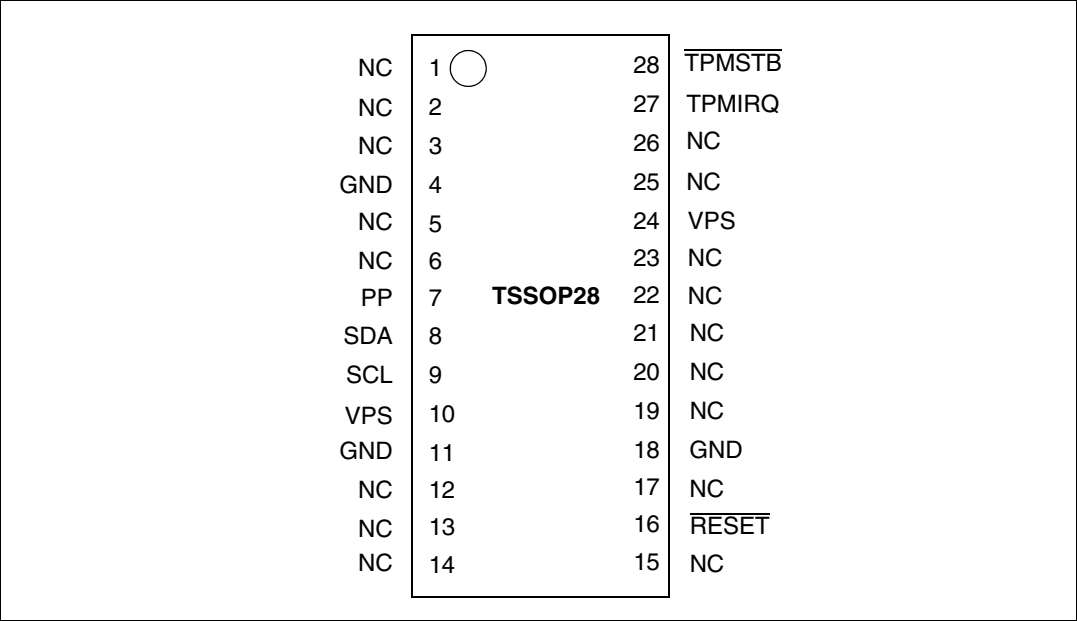 NC 1 28 TPMSTB
NC 2 27 TPMIRQ
NC 3 26 NC
GND 4 25 NC
NC 5 24 VPS
NC 6 23 NC
PP 7 TSSOP28 22 NC
SDA 8 21 NC
SCL 9 20 NC
VPS 10 19 NC
GND 11 18 GND
NC 12 17 NC
NC 13 16 RESET
NC 14 15 NC